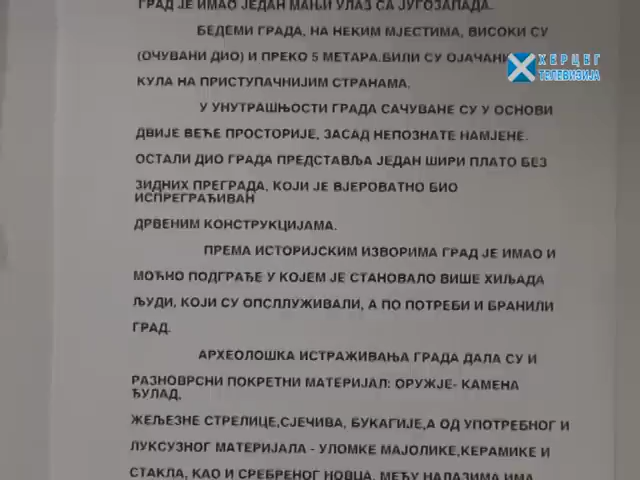 ГРАД ЈЕ ИМАО ЈЕДАН МАЊИ УЛАЗ СА ЈУГОЗАПАДА.
БЕДЕМИ ГРАДА, НА НЕКИМ МЈЕСТИМА, ВИСОКИ СУ
(ОЧУВАНИ ДИО) И ПРЕКО 5 МЕТАРА.БИЛИ СУ ОЈАЧАНИ
КУЛА НА ПРИСТУПАЧНИЈИМ СТРАНАМА.
ХЕРЦЕГ
ТЕЛЕВИЗИЈА
У УНУТРАШЊОСТИ ГРАДА САЧУВАНЕ СУ У ОСНОВИ
ДВИЈЕ ВЕЋЕ ПРОСТОРИЈЕ, ЗАСАД НЕПОЗНАТЕ НАМЈЕНЕ.
ОСТАЛИ ДИО ГРАДА ПРЕДСТАВЉА ЈЕДАН ШИРИ ПЛАТО БЕЗ
ЗИДНИХ ПРЕГРАДА, КОЈИ ЈЕ ВЈЕРОВАТНО БИО
ИСПРЕГРАЂИВАН
ДРВЕНИМ КОНСТРУКЦИЈАМА.
ПРЕМА ИСТОРИЈСКИМ ИЗВОРИМА ГРАД ЈЕ ИМАО И
МОЋНО ПОДГРАЂЕ У КОЈЕМ ЈЕ СТАНОВАЛО ВИШЕ ХИЉАДА
ЉУДИ, КОЈИ СУ ОПСЛЛУЖИВАЛИ, А ПО ПОТРЕБИ И БРАНИЛИ
ГРАД.
АРХЕОЛОШКА ИСТРАЖИВАЊА ГРАДА ДАЛА СУ И
РАЗНОВРСНИ ПОКРЕТНИ МАТЕРИЈАЛ: ОРУЖЈЕ- КАМЕНА
ЂУЛАД,
ЖЕЉЕЗНЕ СТРЕЛИЦЕ,СЈЕЧИВА, БУКАГИЈЕ,А ОД УПОТРЕБНОГ И
ЛУКСУЗНОГ МАТЕРИЈАЛА - УЛОМКЕ МАЈОЛИКЕ,КЕРАМИКЕ И
СТАКЛА, КАО И СРЕБРЕНОГ НОВЦА. МЕЂУ НАЛАЗИМА ИМА